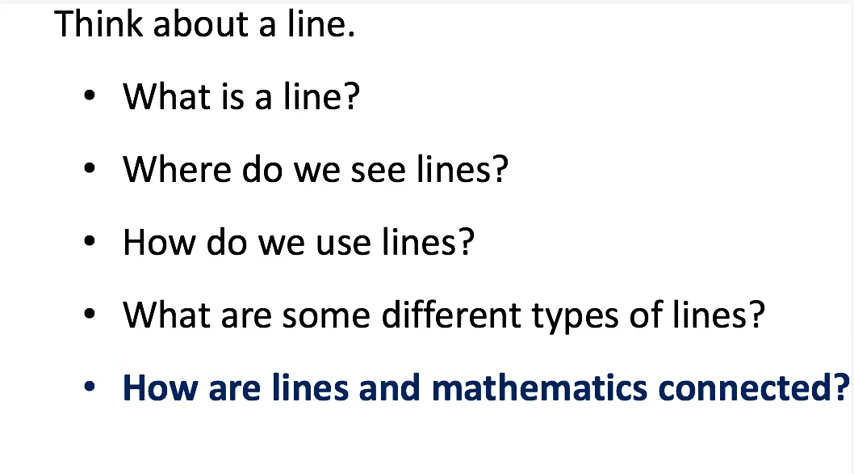 Think about a line.
• What is a line?
• Where do we see lines?
• How do we use lines?
• What are some different types of lines?
• How are lines and mathematics connected?